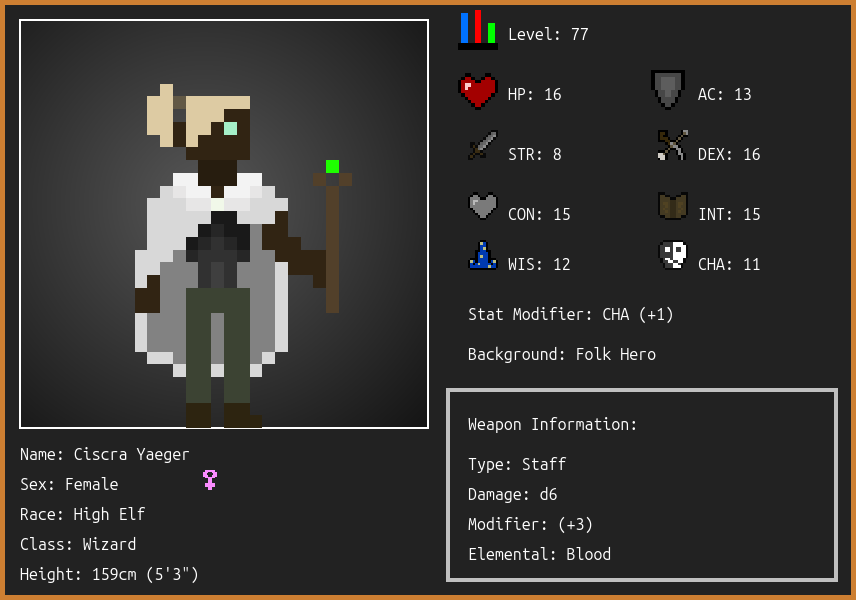 Level: 77
HP: 16
AC: 13
STR: 8
DEX: 16
CON: 15
INT: 15
WIS: 12
CHA: 11
Stat Modifier: CHA (+1)
Background: Folk Hero
Weapon Information:
Type: Staff
Damage: d6
Modifier: (+3)
Elemental: Blood
Name: Ciscra Yaeger
Sex: Female
Race: High Elf
Class: Wizard
Height: 159cm (5'3")